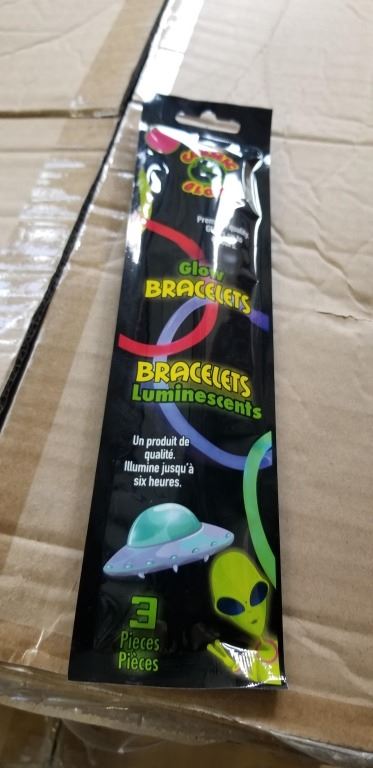 Glow
BRACELETS
BRACELETS
Luminescents
Un produit de
qualité.
Illumine jusqu'à
six heures.
3
Pieces
Pièces